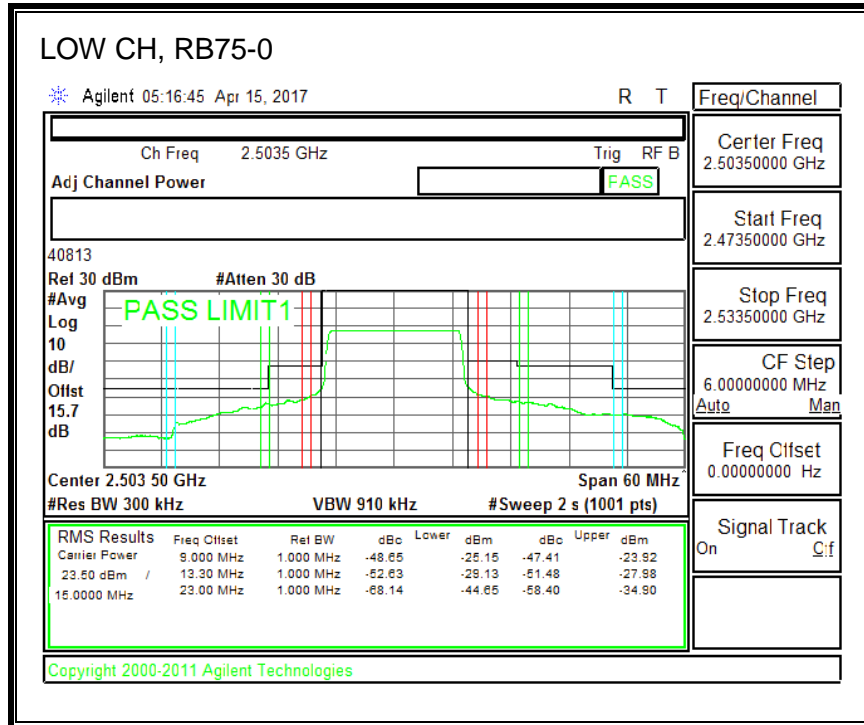 LOW CH, RB75-0
Agilent 05:16:45 Apr 15, 2017 R T
Ch Freq 2.5035 GHz Trig RF B
Adj Channel Power PASS
40813
Ref 30 dBm #Atten 30 dB
#Avg
Log
10
dB/
Offst
15.7
dB
PASS LIMIT1
Center 2.503 50 GHz Span 60 MHz
#Res BW 300 kHz VBW 910 kHz #Sweep 2 s (1001 pts)
RMS Results Freq Offset Ref BW dBc Lower dBm dBc Upper dBm
Carrier Power 9.000 MHz 1.000 MHz -48.65 -25.15 -47.41 -23.92
23.50 dBm / 13.30 MHz 1.000 MHz -52.63 -29.13 -51.48 -27.98
15.0000 MHz 23.00 MHz 1.000 MHz -68.14 -44.65 -58.40 -34.90
Copyright 2000-2011 Agilent Technologies
Freq/Channel
Center Freq
2.50350000 GHz
Start Freq
2.47350000 GHz
Stop Freq
2.53350000 GHz
CF Step
6.00000000 MHz
Auto Man
Freq Offset
0.00000000 Hz
Signal Track
On Off